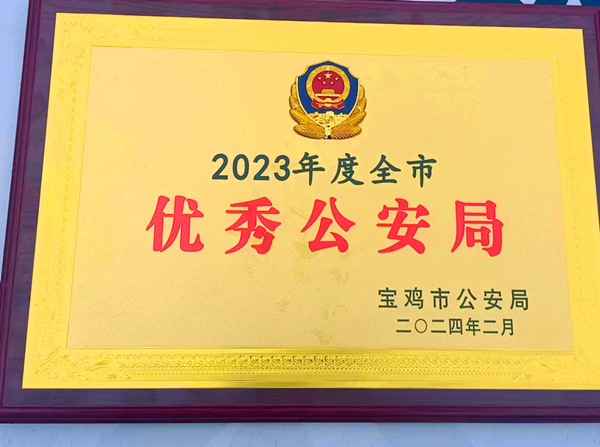 2023年度全市
优秀公安局
宝鸡市公安局
二〇二四年二月